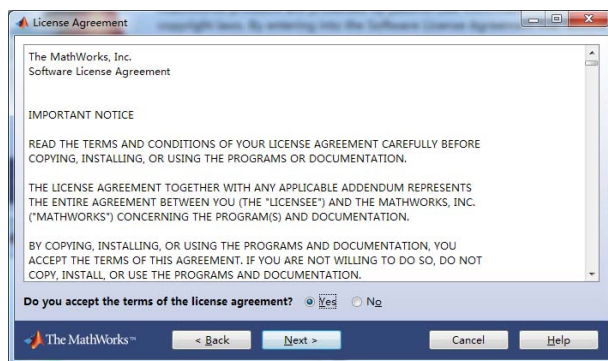 License Agreement
The MathWorks, Inc.
Software License Agreement
IMPORTANT NOTICE
READ THE TERMS AND CONDITIONS OF YOUR LICENSE AGREEMENT CAREFULLY BEFORE
COPYING, INSTALLING, OR USING THE PROGRAMS OR DOCUMENTATION.
THE LICENSE AGREEMENT TOGETHER WITH ANY APPLICABLE ADDENDUM REPRESENTS
THE ENTIRE AGREEMENT BETWEEN YOU (THE "LICENSEE") AND THE MATHWORKS, INC.
("MATHWORKS") CONCERNING THE PROGRAM(S) AND DOCUMENTATION.
BY COPYING, INSTALLING, OR USING THE PROGRAMS AND DOCUMENTATION, YOU
ACCEPT THE TERMS OF THIS AGREEMENT. IF YOU ARE NOT WILLING TO DO SO, DO NOT
COPY, INSTALL, OR USE THE PROGRAMS AND DOCUMENTATION.
Do you accept the terms of the license agreement? Yes No
The MathWorks™ < Back Next > Cancel Help